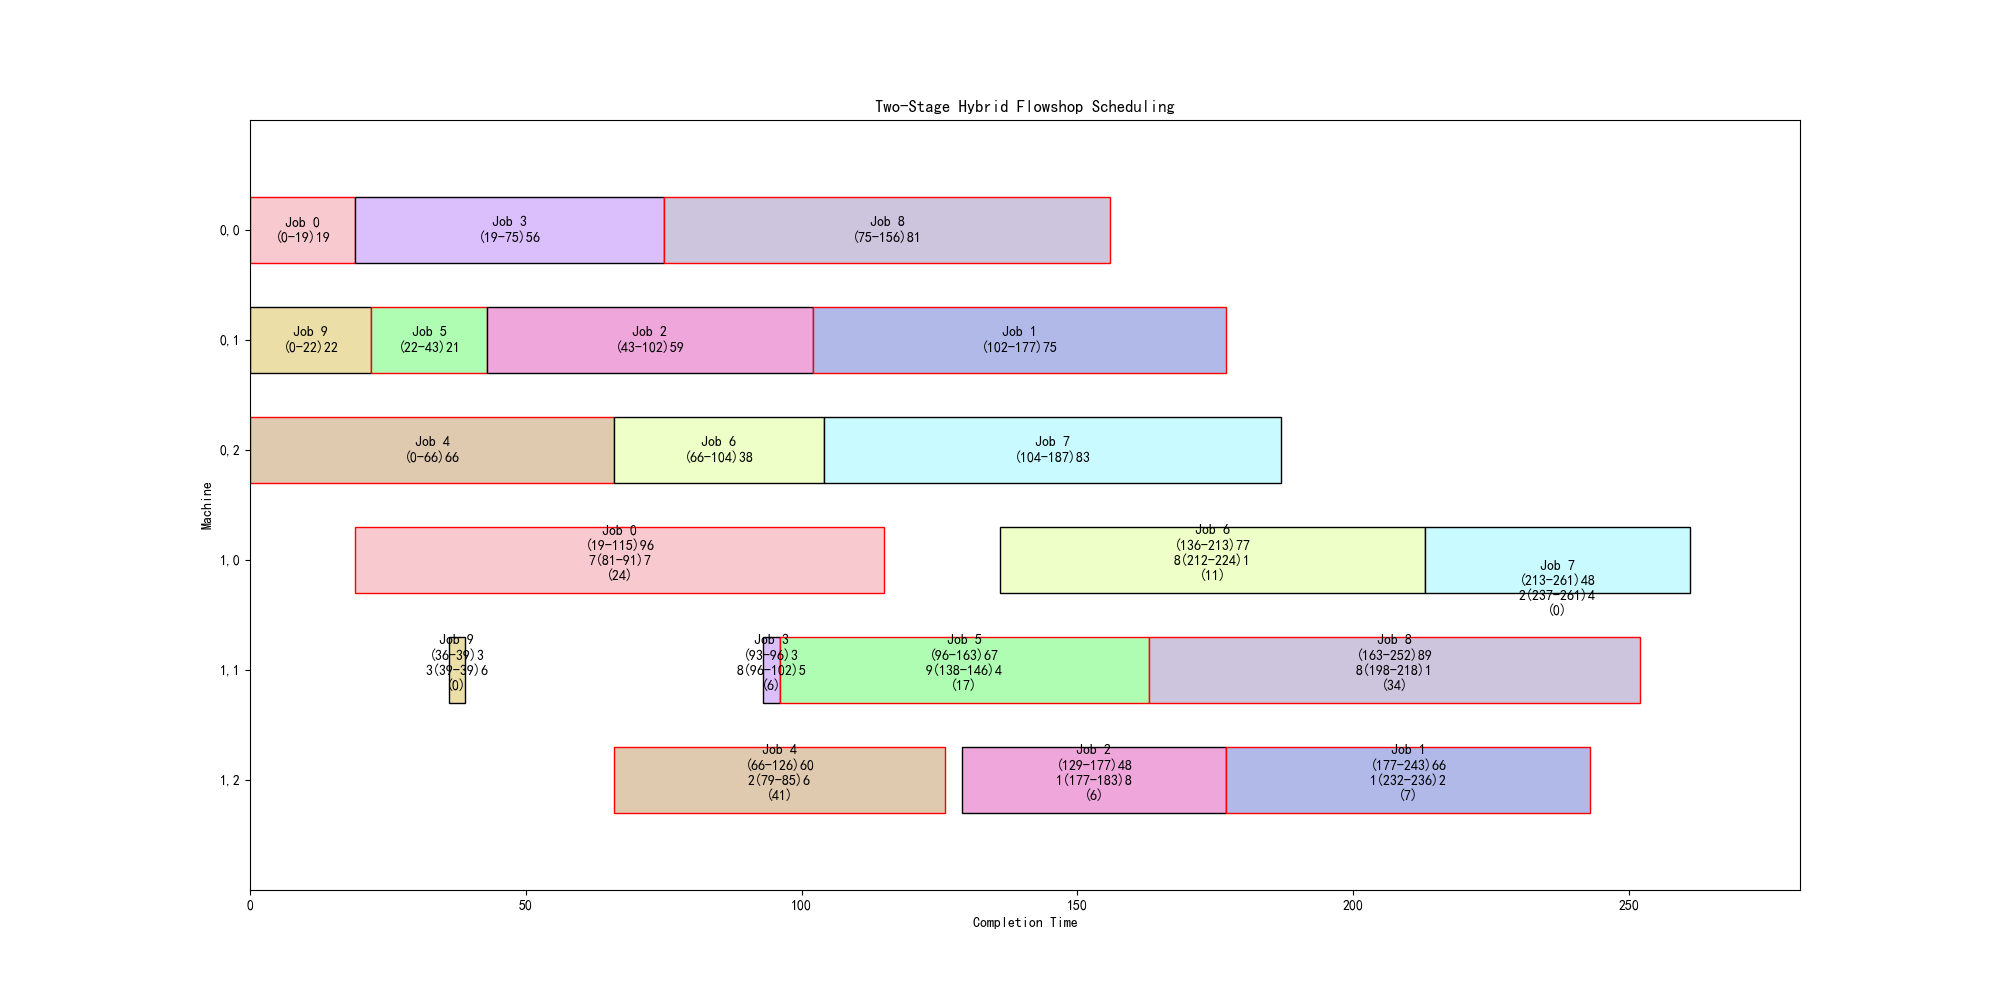 Two-Stage Hybrid Flowshop Scheduling
Machine
0,0
Job 0
(0-19)19
Job 3
(19-75)56
Job 8
(75-156)81
0,1
Job 9
(0-22)22
Job 5
(22-43)21
Job 2
(43-102)59
Job 1
(102-177)75
0,2
Job 4
(0-66)66
Job 6
(66-104)38
Job 7
(104-187)83
1,0
Job 0
(19-115)96
7(81-91)7
(24)
Job 6
(136-213)77
8(212-224)1
(11)
Job 7
(213-261)48
2(237-261)4
(0)
1,1
Job 9
(36-39)3
3(39-39)6
(0)
Job 3
(93-96)3
8(96-102)5
(6)
Job 5
(96-163)67
9(138-146)4
(17)
Job 8
(163-252)89
8(198-218)1
(34)
1,2
Job 4
(66-126)60
2(79-85)6
(41)
Job 2
(129-177)48
1(177-183)8
(6)
Job 1
(177-243)66
1(232-236)2
(7)
0
50
100
150
200
250
Completion Time